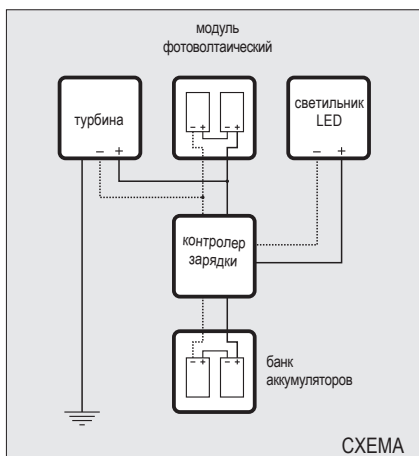 модуль
фотоволтаический
турбина
– +
– + – +
светильник
LED
– +
контролер
зарядки
– + – +
банк
аккумуляторов
СХЕМА